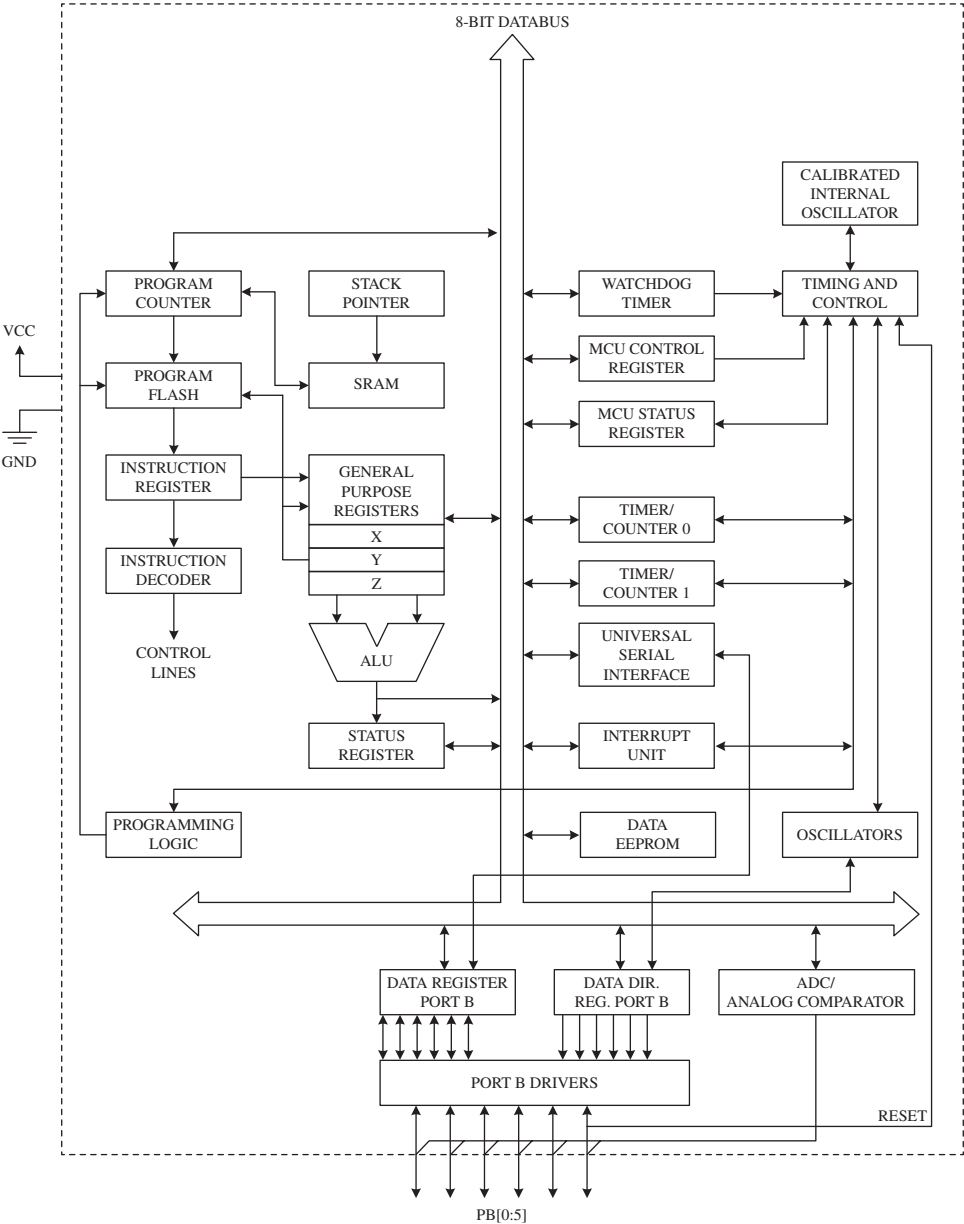 8-BIT DATABUS
CALIBRATED
INTERNAL
OSCILLATOR
PROGRAM
COUNTER
STACK
POINTER
WATCHDOG
TIMER
TIMING AND
CONTROL
VCC
PROGRAM
FLASH
SRAM
MCU CONTROL
REGISTER
MCU STATUS
REGISTER
GND
INSTRUCTION
REGISTER
GENERAL
PURPOSE
REGISTERS
X
Y
Z
TIMER/
COUNTER 0
INSTRUCTION
DECODER
TIMER/
COUNTER 1
CONTROL
LINES
ALU
UNIVERSAL
SERIAL
INTERFACE
STATUS
REGISTER
INTERRUPT
UNIT
PROGRAMMING
LOGIC
DATA
EEPROM
OSCILLATORS
DATA REGISTER
PORT B
DATA DIR.
REG. PORT B
ADC/
ANALOG COMPARATOR
PORT B DRIVERS
RESET
PB[0:5]